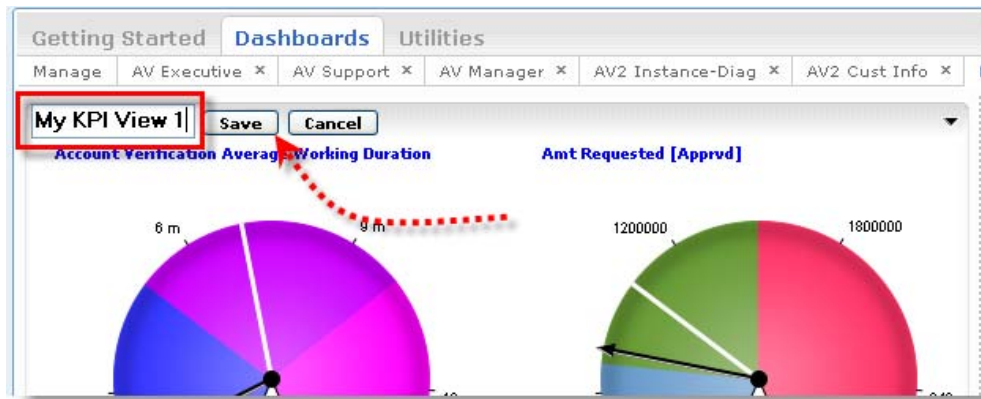 Getting Started Dashboards Utilities
Manage AV Executive × AV Support × AV Manager × AV2 Instance-Diag × AV2 Cust Info ×
My KPI View 1 Save Cancel
Account Verification Average Working Duration Amt Requested [Apprvd]
6 m 9 m 1200000 1800000